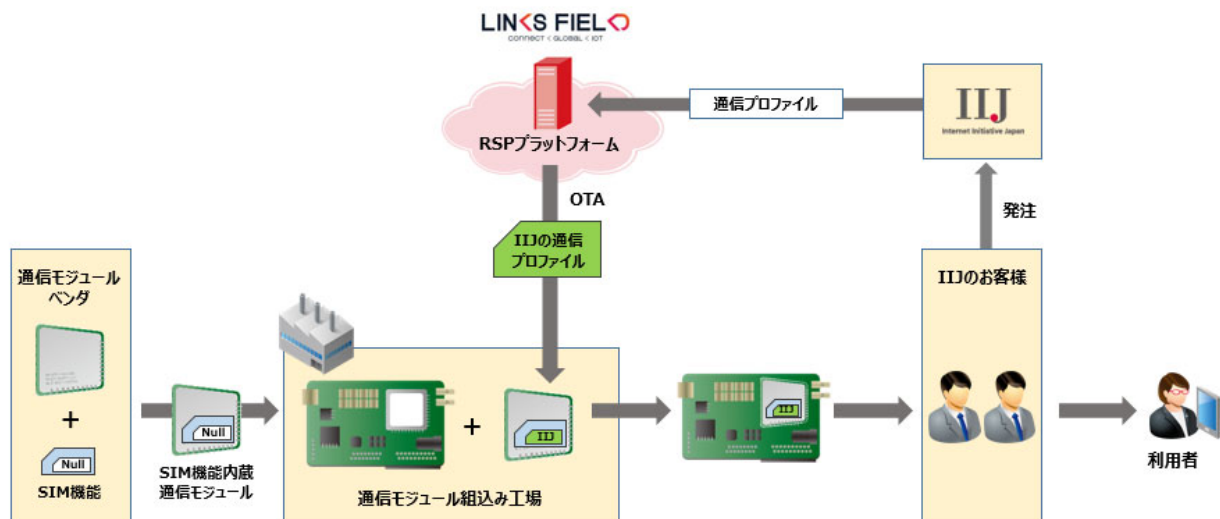 LINKS FIELD
CONNECT < GLOBAL < IOT
RSPプラットフォーム
通信プロファイル
IIJ
Internet Initiative Japan
OTA
発注
IIJの通信
プロファイル
通信モジュール
ベンダ
+
Null
SIM機能
Null
SIM機能内蔵
通信モジュール
+
IIJ
通信モジュール組込み工場
IIJ
IIJのお客様
利用者